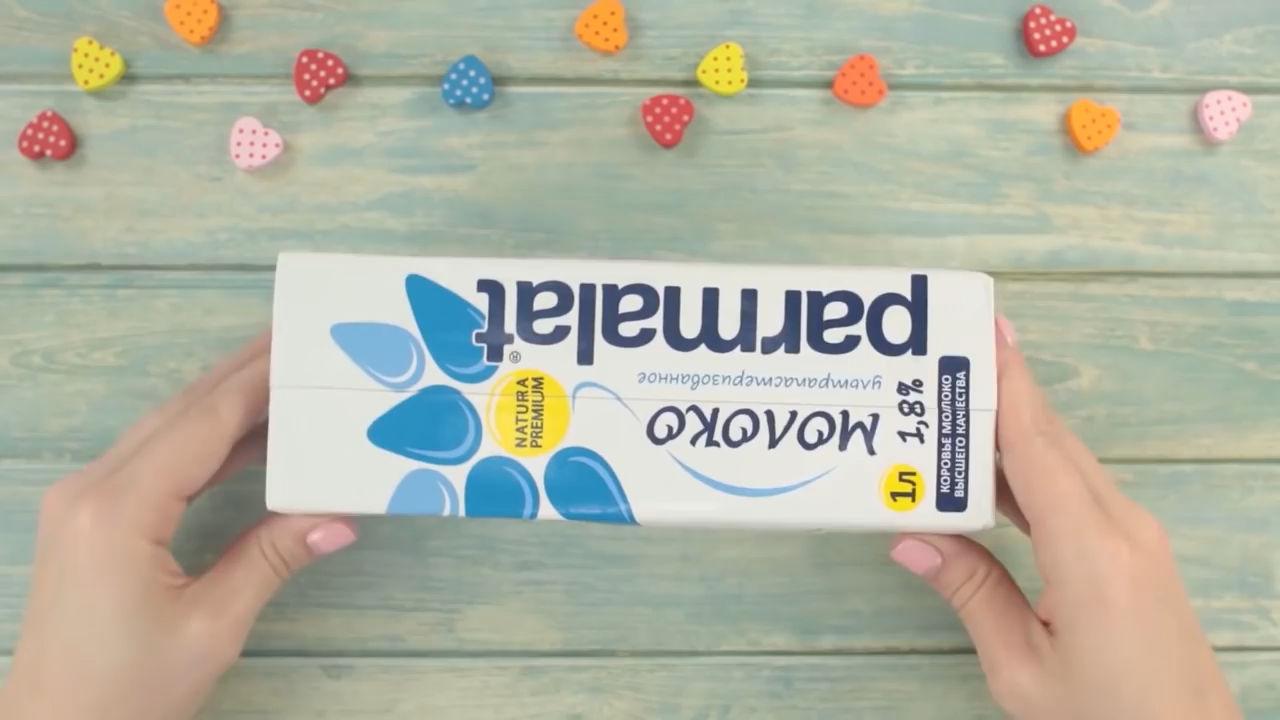 parmalat®
ультрапастеризованное
Молоко
1,8%
1л
КОРОВЬЕ МОЛОКО
ВЫСШЕГО КАЧЕСТВА
NATURA
PREMIUM